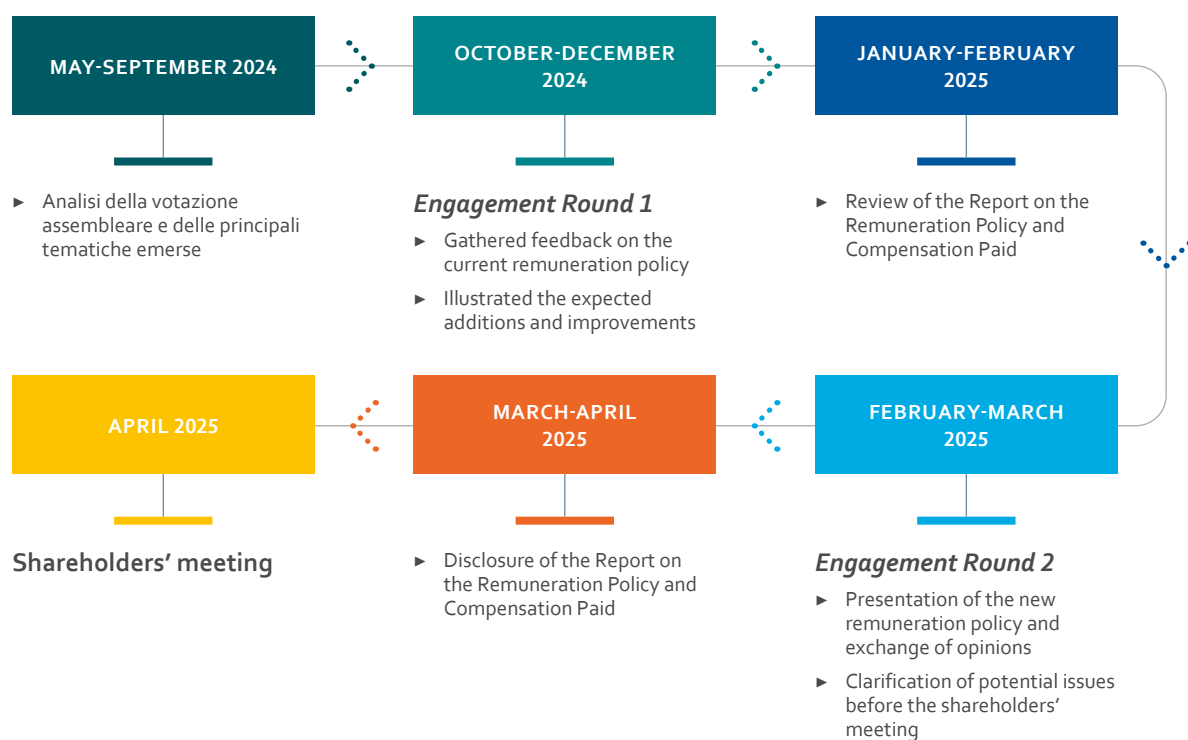 MAY-SEPTEMBER 2024
► Analisi della votazione
assembleare e delle principali
tematiche emerse
OCTOBER-DECEMBER
2024
Engagement Round 1
► Gathered feedback on the
current remuneration policy
► Illustrated the expected
additions and improvements
JANUARY-FEBRUARY
2025
► Review of the Report on the
Remuneration Policy and
Compensation Paid
FEBRUARY-MARCH
2025
Engagement Round 2
► Presentation of the new
remuneration policy and
exchange of opinions
► Clarification of potential issues
before the shareholders’
meeting
MARCH-APRIL
2025
► Disclosure of the Report on
the Remuneration Policy and
Compensation Paid
APRIL 2025
Shareholders’ meeting